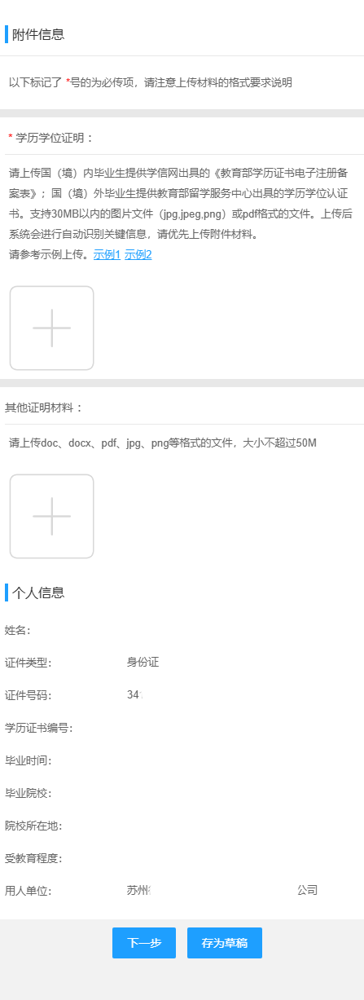 附件信息
以下标记了 *号的为必传项，请注意上传材料的格式要求说明
* 学历学位证明：
请上传国（境）内毕业生提供学信网出具的《教育部学历证书电子注册备
案表》；国（境）外毕业生提供教育部留学服务中心出具的学历学位认证
书。支持30MB以内的图片文件（jpg,jpeg,png）或pdf格式的文件。上传后
系统会进行自动识别关键信息，请优先上传附件材料。
请参考示例上传。示例1 示例2
其他证明材料：
请上传doc、docx、pdf、jpg、png等格式的文件，大小不超过50M
个人信息
姓名：
证件类型： 身份证
证件号码： 34
学历证书编号：
毕业时间：
毕业院校：
院校所在地：
受教育程度：
用人单位： 苏州 公司
下一步 存为草稿